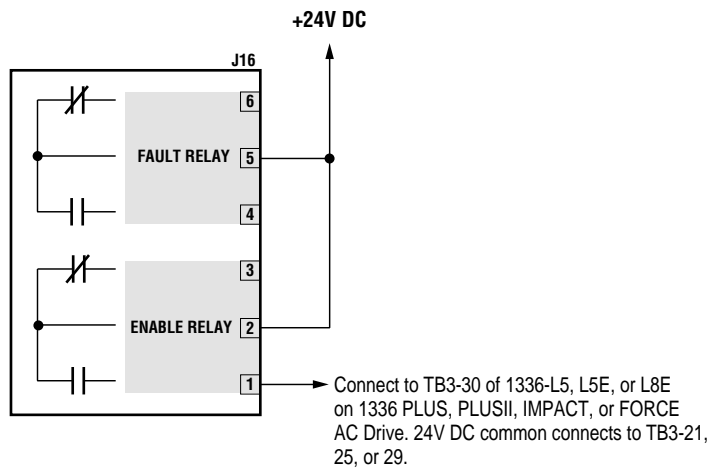 +24V DC
J16
6
FAULT RELAY 5
4
3
ENABLE RELAY 2
1
Connect to TB3-30 of 1336-L5, L5E, or L8E
on 1336 PLUS, PLUSII, IMPACT, or FORCE
AC Drive. 24V DC common connects to TB3-21,
25, or 29.